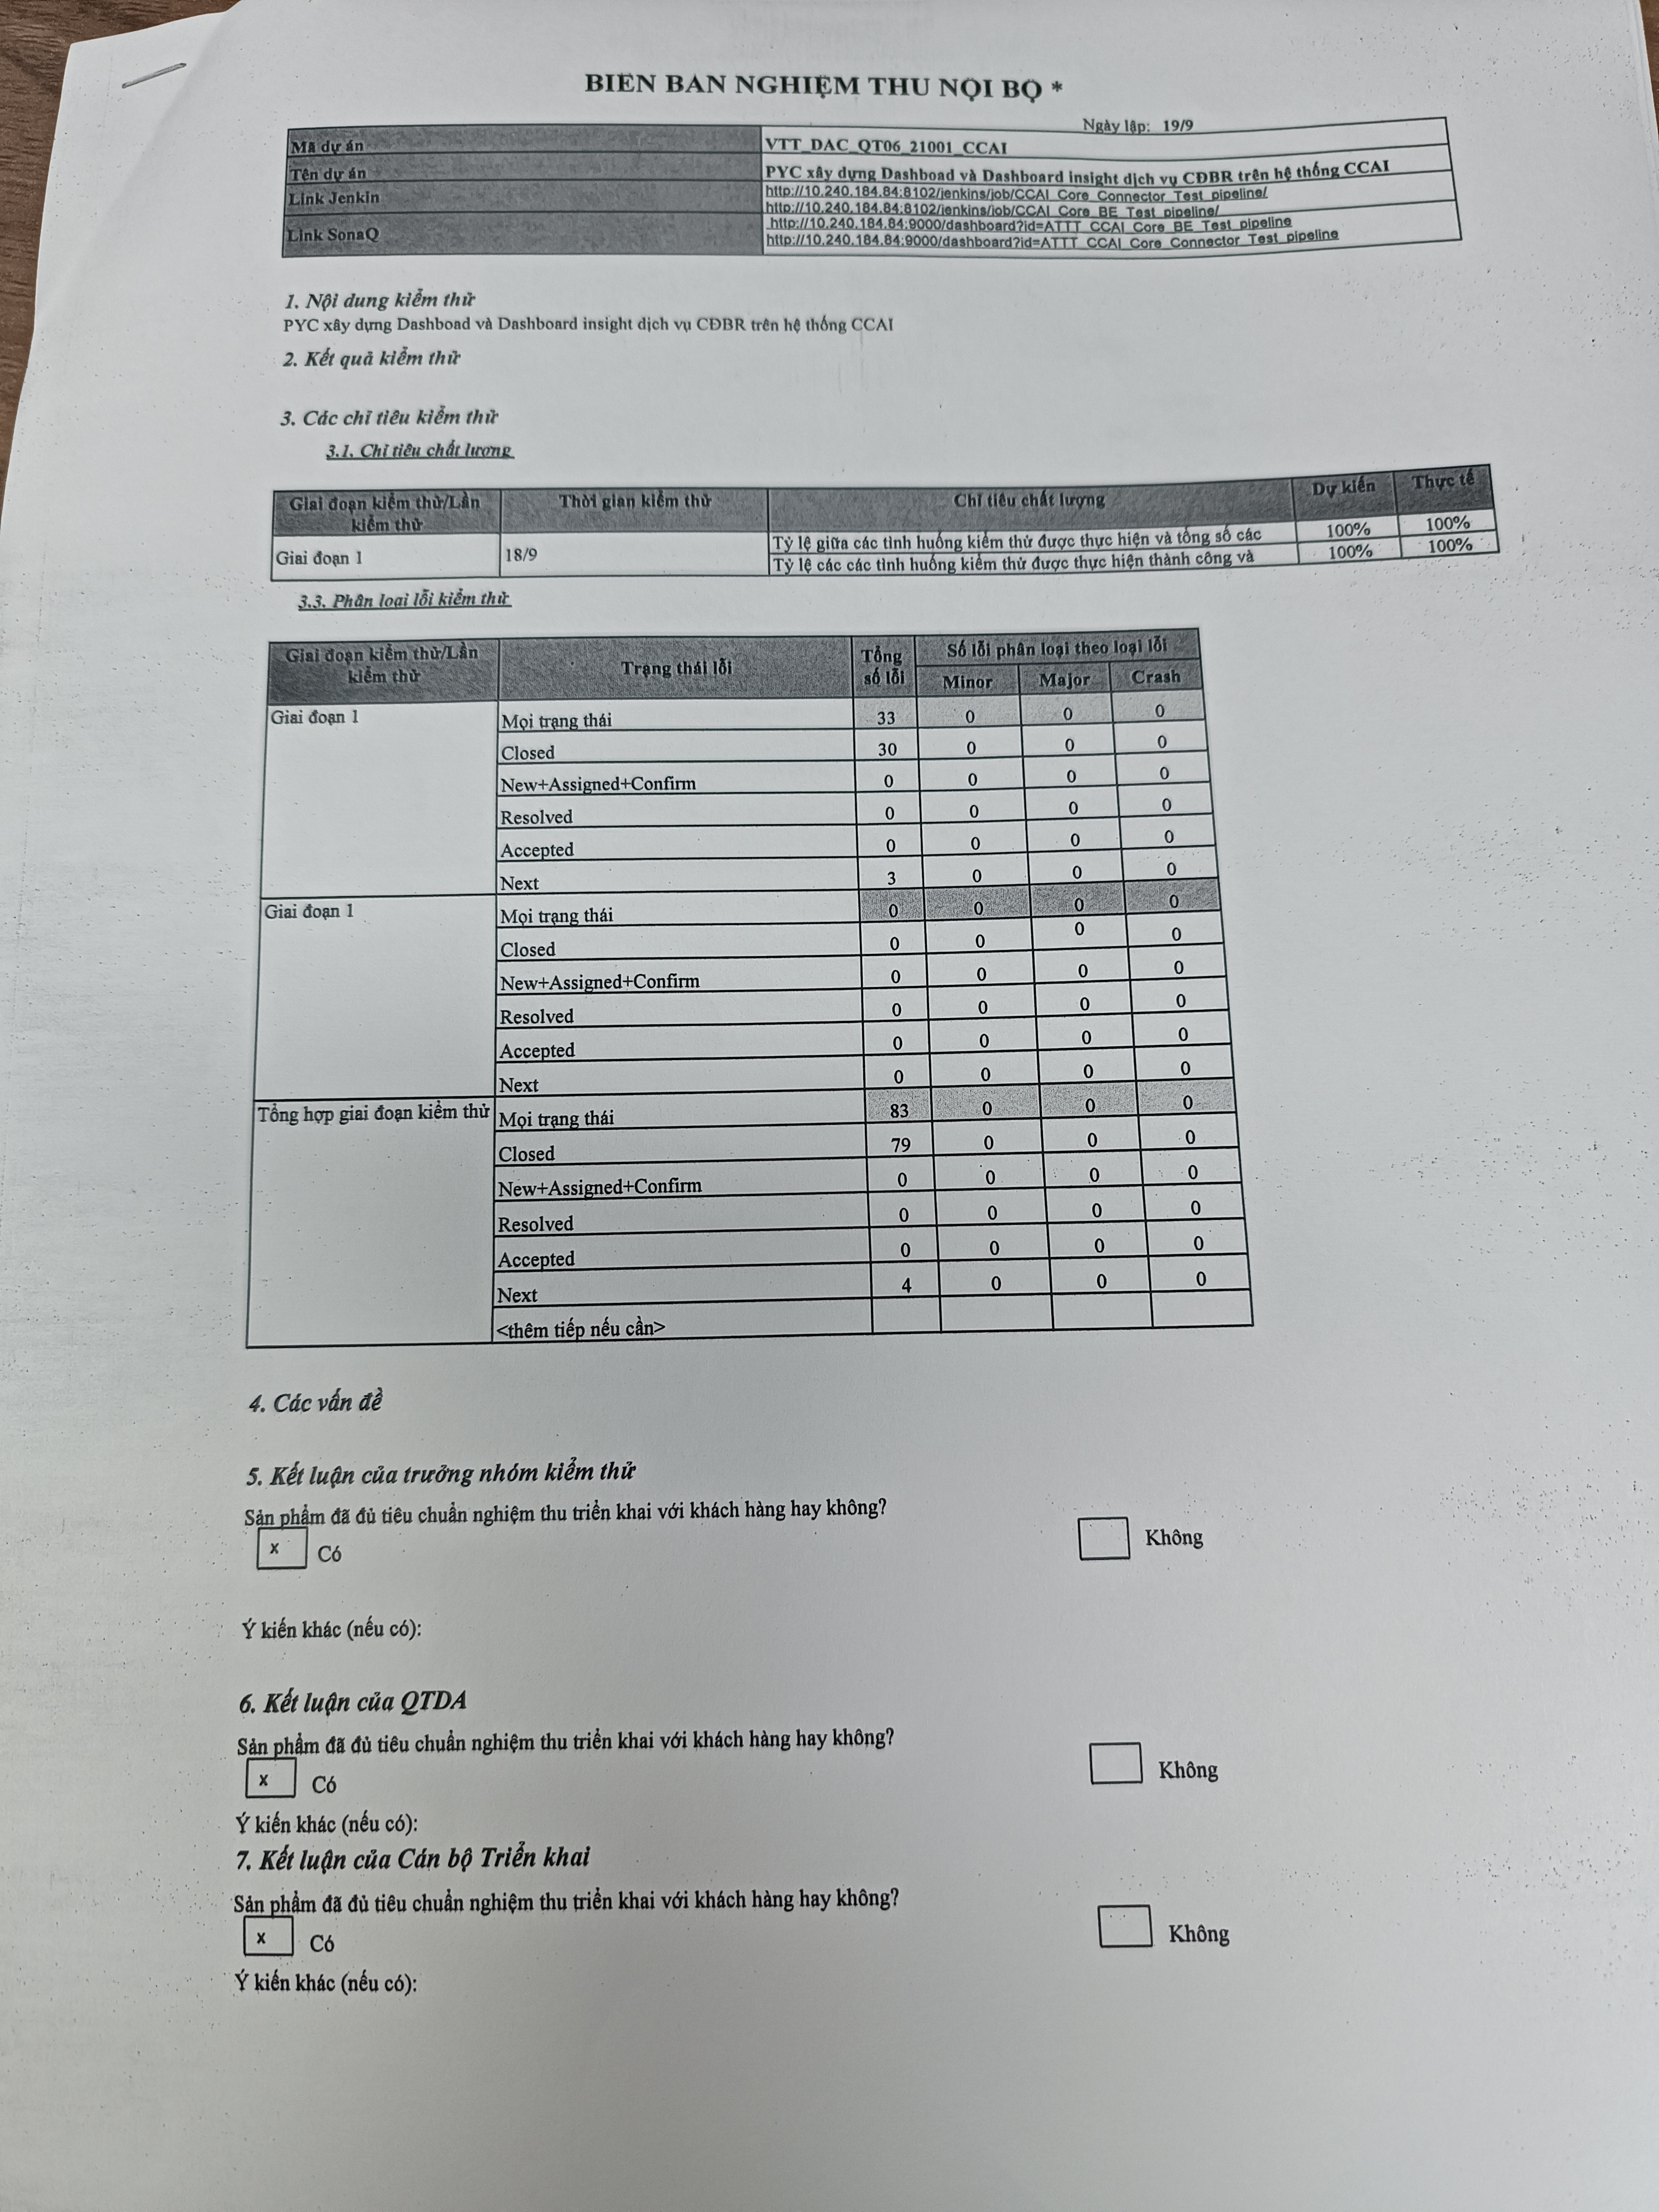 BIÊN BẢN NGHIỆM THU NỘI BỘ *
Ngày lập: 19/9
Mã dự án VTT_DAC_QT06_21001_CCAI
Tên dự án PYC xây dựng Dashboad và Dashboard insight dịch vụ CĐBR trên hệ thống CCAI
Link Jenkin http://10.240.184.84:8102/jenkins/job/CCAI_Core_Connector_Test_pipeline/
http://10.240.184.84:8102/jenkins/job/CCAI_Core_BE_Test_pipeline/
Link SonaQ http://10.240.184.84:9000/dashboard?id=ATTT_CCAI_Core_BE_Test_pipeline
http://10.240.184.84:9000/dashboard?id=ATTT_CCAI_Core_Connector_Test_pipeline
1. Nội dung kiểm thử
PYC xây dựng Dashboad và Dashboard insight dịch vụ CĐBR trên hệ thống CCAI
2. Kết quả kiểm thử
3. Các chỉ tiêu kiểm thử
3.1. Chỉ tiêu chất lượng
Giai đoạn kiểm thử/Lần kiểm thử Thời gian kiểm thử Chỉ tiêu chất lượng Dự kiến Thực tế
Giai đoạn 1 18/9 Tỷ lệ giữa các tình huống kiểm thử được thực hiện và tổng số các 100% 100%
Tỷ lệ các các tình huống kiểm thử được thực hiện thành công và 100% 100%
3.3. Phân loại lỗi kiểm thử
Giai đoạn kiểm thử/Lần kiểm thử Trạng thái lỗi Tổng số lỗi Số lỗi phân loại theo loại lỗi
Minor Major Crash
Giai đoạn 1 Mọi trạng thái 33 0 0 0
Closed 30 0 0 0
New+Assigned+Confirm 0 0 0 0
Resolved 0 0 0 0
Accepted 0 0 0 0
Next 3 0 0 0
Giai đoạn 1 Mọi trạng thái 0 0 0 0
Closed 0 0 0 0
New+Assigned+Confirm 0 0 0 0
Resolved 0 0 0 0
Accepted 0 0 0 0
Next 0 0 0 0
Tổng hợp giai đoạn kiểm thử Mọi trạng thái 83 0 0 0
Closed 79 0 0 0
New+Assigned+Confirm 0 0 0 0
Resolved 0 0 0 0
Accepted 0 0 0 0
Next 4 0 0 0
<thêm tiếp nếu cần>
4. Các vấn đề
5. Kết luận của trưởng nhóm kiểm thử
Sản phẩm đã đủ tiêu chuẩn nghiệm thu triển khai với khách hàng hay không?
x Có Không
Ý kiến khác (nếu có):
6. Kết luận của QTDA
Sản phẩm đã đủ tiêu chuẩn nghiệm thu triển khai với khách hàng hay không?
x Có Không
Ý kiến khác (nếu có):
7. Kết luận của Cán bộ Triển khai
Sản phẩm đã đủ tiêu chuẩn nghiệm thu triển khai với khách hàng hay không?
x Có Không
Ý kiến khác (nếu có):